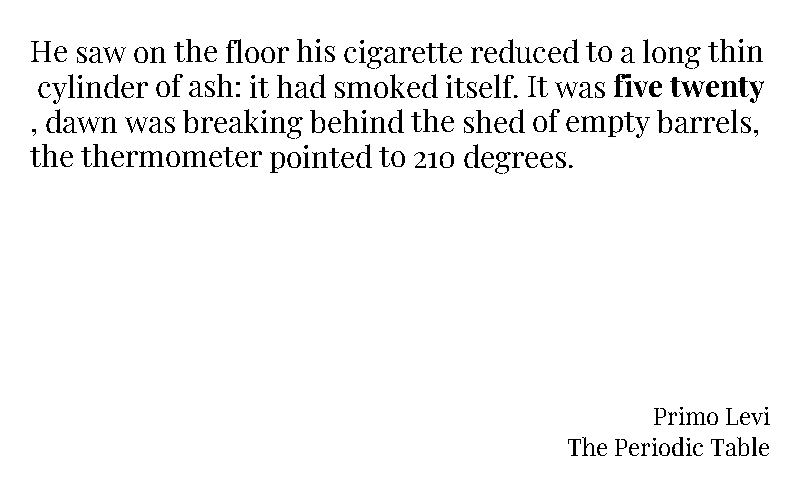 He saw on the floor his cigarette reduced to a long thin
cylinder of ash: it had smoked itself. It was five twenty
, dawn was breaking behind the shed of empty barrels,
the thermometer pointed to 210 degrees.
Primo Levi
The Periodic Table